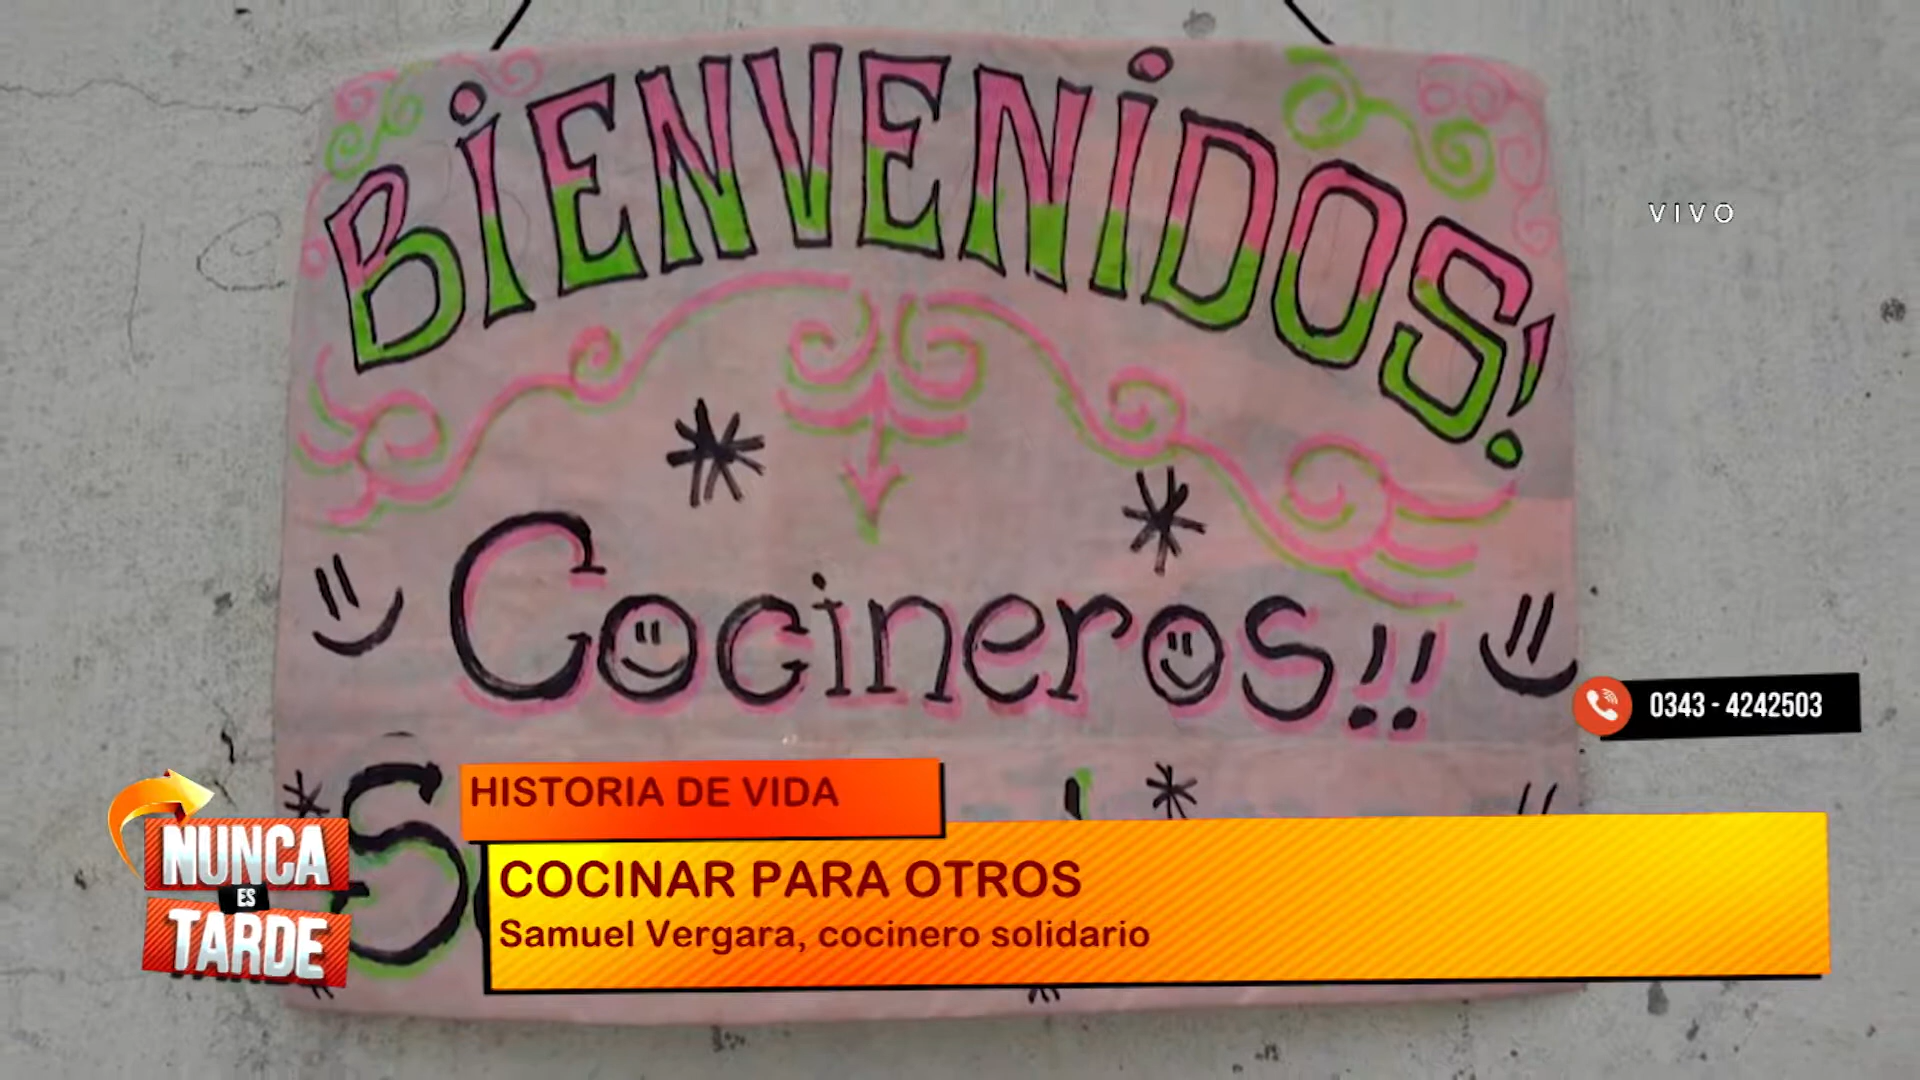 BiENVENiDOS!
VIVO
Cocineros!!
0343 - 4242503
HISTORIA DE VIDA
NUNCA
ES
TARDE
COCINAR PARA OTROS
Samuel Vergara, cocinero solidario